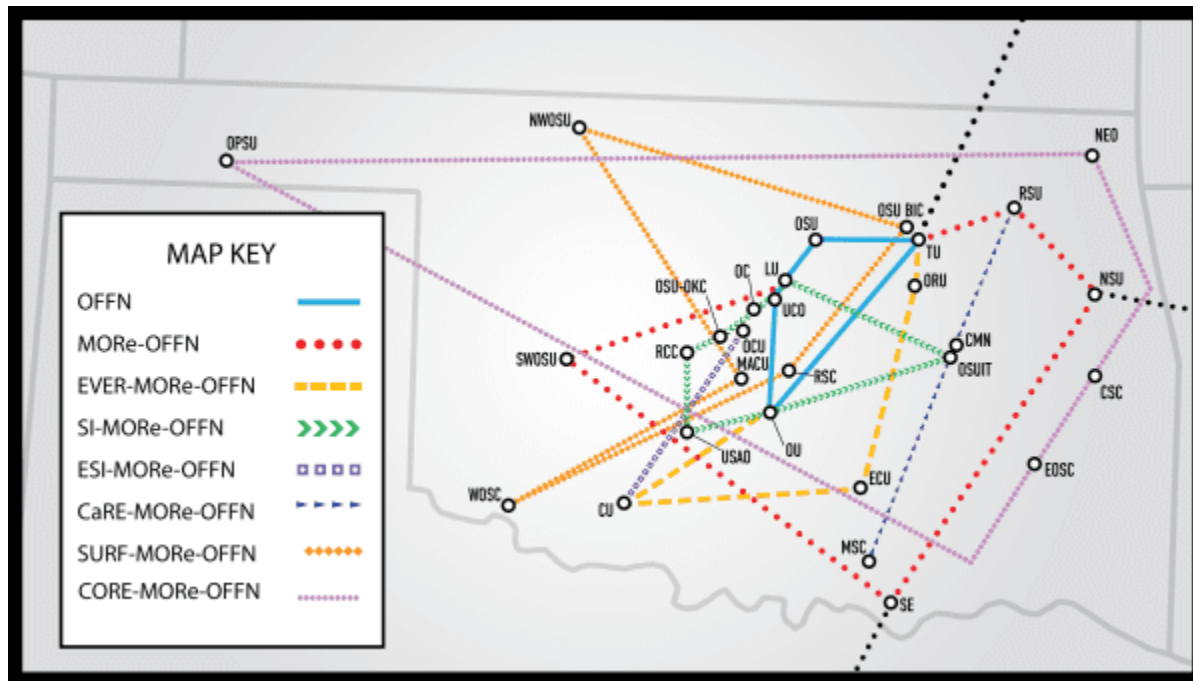 NWOSU
NEO
OPSU
RSU
OSU BIC
OSU
TU
MAP KEY
LU
OC
ORU
NSU
OSU-OKC
OFFN
UCO
MORe-OFFN
RCC
OCU
CMN
SWOSU
MACU
OSUIT
EVER-MORe-OFFN
RSC
CSC
SI-MORe-OFFN
OU
USAO
ESI-MORe-OFFN
EOSC
ECU
WOSC
CU
CaRE-MORe-OFFN
MSC
SURF-MORe-OFFN
CORE-MORe-OFFN
SE